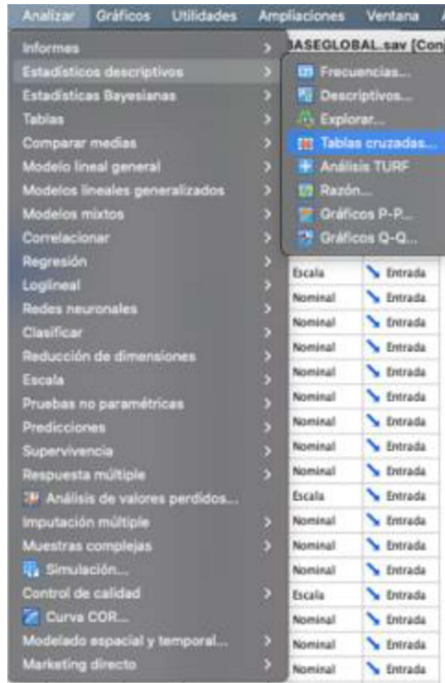 Analizar Gráficos Utilidades Ampliaciones Ventana
Informes
BASEGLOBAL.sav [Con
Estadísticos descriptivos
Estadísticas Bayesianas
Tablas
Comparar medias
Modelo lineal general
Modelos lineales generalizados
Modelos mixtos
Correlacionar
Regresión
Loglineal
Redes neuronales
Clasificar
Reducción de dimensiones
Escala
Pruebas no paramétricas
Predicciones
Supervivencia
Respuesta múltiple
Análisis de valores perdidos...
Imputación múltiple
Muestras complejas
Simulación...
Control de calidad
Curva COR...
Modelado espacial y temporal...
Marketing directo
Frecuencias...
Descriptivos...
Explorar...
Tablas cruzadas...
Análisis TURF
Razón...
Gráficos P-P...
Gráficos Q-Q...
Escala Entrada
Nominal Entrada
Nominal Entrada
Nominal Entrada
Nominal Entrada
Nominal Entrada
Nominal Entrada
Nominal Entrada
Nominal Entrada
Escala Entrada
Nominal Entrada
Nominal Entrada
Nominal Entrada
Escala Entrada
Nominal Entrada
Nominal Entrada
Nominal Entrada